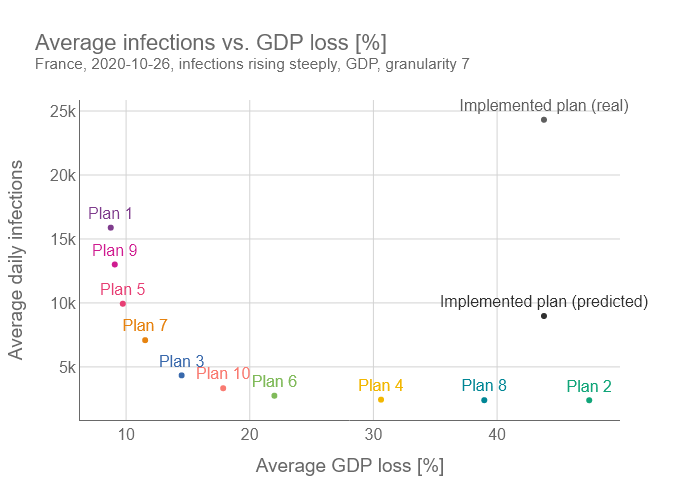 Average infections vs. GDP loss [%]
France, 2020-10-26, infections rising steeply, GDP, granularity 7
25k
20k
15k
10k
5k
Average daily infections
Implemented plan (real)
Plan 1
Plan 9
Plan 5
Implemented plan (predicted)
Plan 7
Plan 3
Plan 10
Plan 6
Plan 4
Plan 8
Plan 2
10
20
30
40
Average GDP loss [%]